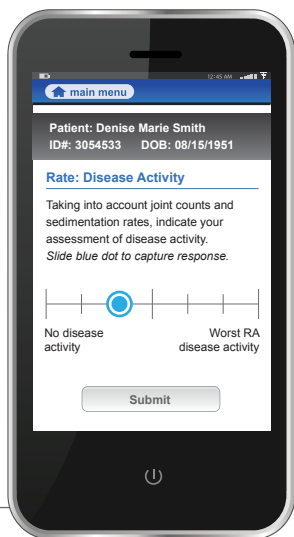 12:45 AM
main menu
Patient: Denise Marie Smith
ID#: 3054533 DOB: 08/15/1951
Rate: Disease Activity
Taking into account joint counts and
sedimentation rates, indicate your
assessment of disease activity.
Slide blue dot to capture response.
No disease
activity
Worst RA
disease activity
Submit